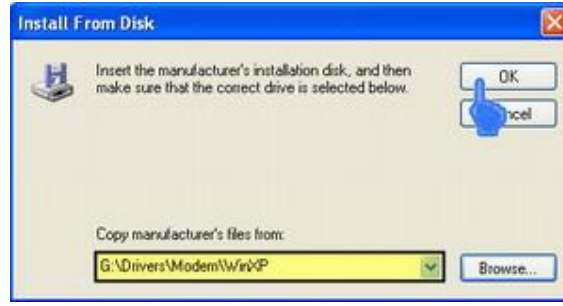 Install From Disk
Insert the manufacturer's installation disk, and then
make sure that the correct drive is selected below.
OK
Copy manufacturer's files from:
G:\Drivers\Modem\WinXP
Browse...